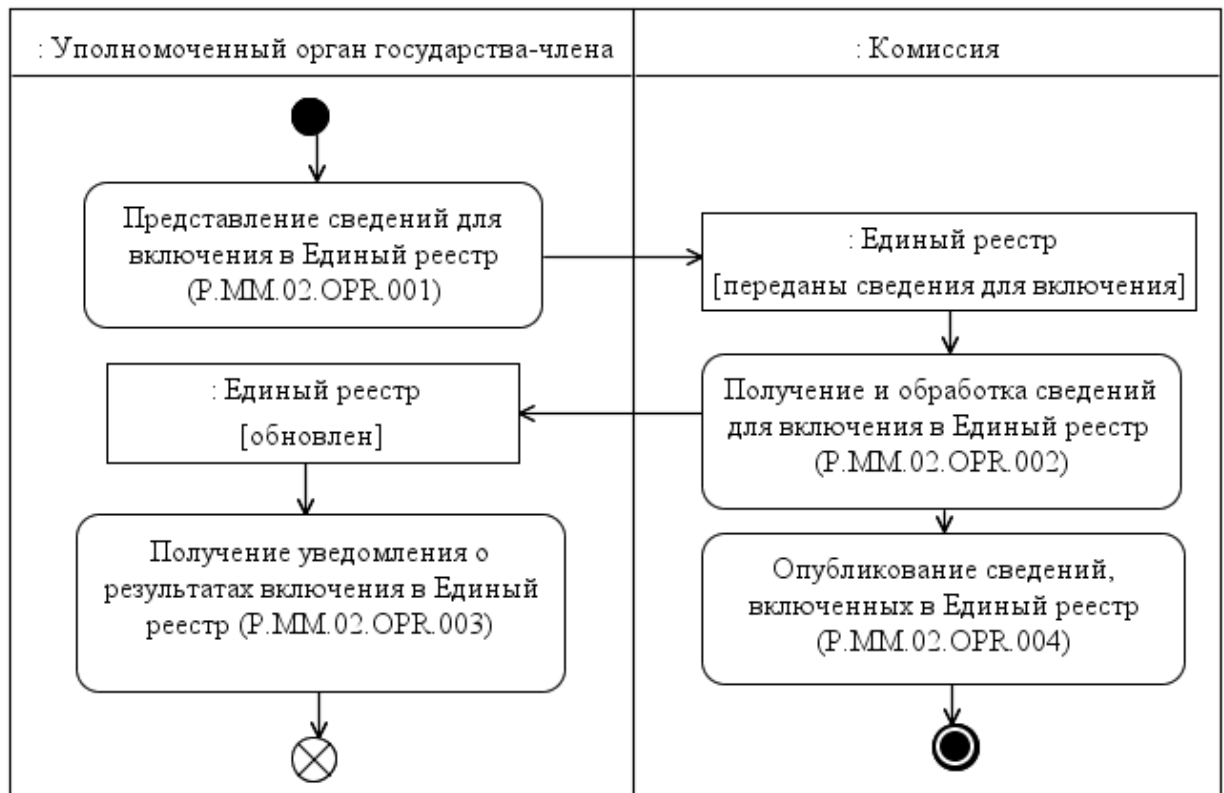 : Уполномоченный орган государства-члена
: Комиссия
Представление сведений для
включения в Единый реестр
(P.MM.02.OPR.001)
: Единый реестр
[переданы сведения для включения]
Получение и обработка сведений
для включения в Единый реестр
(P.MM.02.OPR.002)
: Единый реестр
[обновлен]
Получение уведомления о
результатах включения в Единый
реестр (P.MM.02.OPR.003)
Опубликование сведений,
включенных в Единый реестр
(P.MM.02.OPR.004)